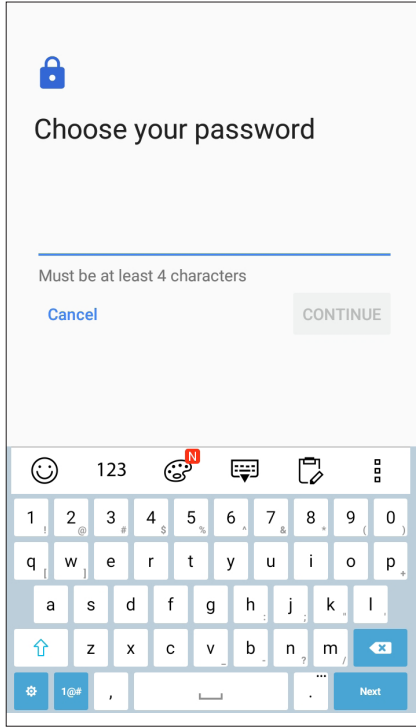 Choose your password
Must be at least 4 characters
Cancel CONTINUE
123 N
1 ! 2 @ 3 # 4 $ 5 % 6 ^ 7 & 8 * 9 ( 0 )
q [ w ] e r t y u i o p +
a s d f g h : j ; k " l '
z x c v _ b - n ? m /
1@# , . ... Next